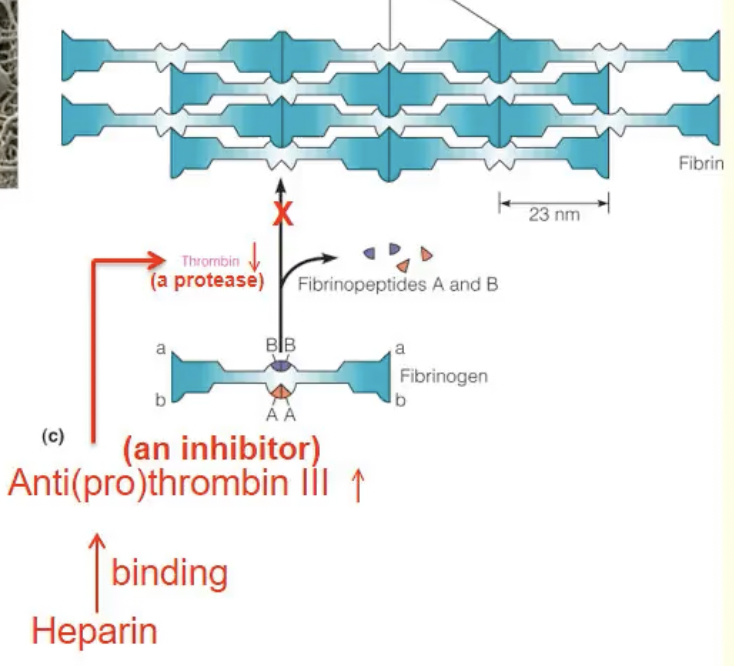 Fibrin
23 nm
X
Thrombin ↓
(a protease)
Fibrinopeptides A and B
B B
a a
Fibrinogen
b b
A A
(c)
(an inhibitor)
Anti(pro)thrombin III ↑
binding
Heparin